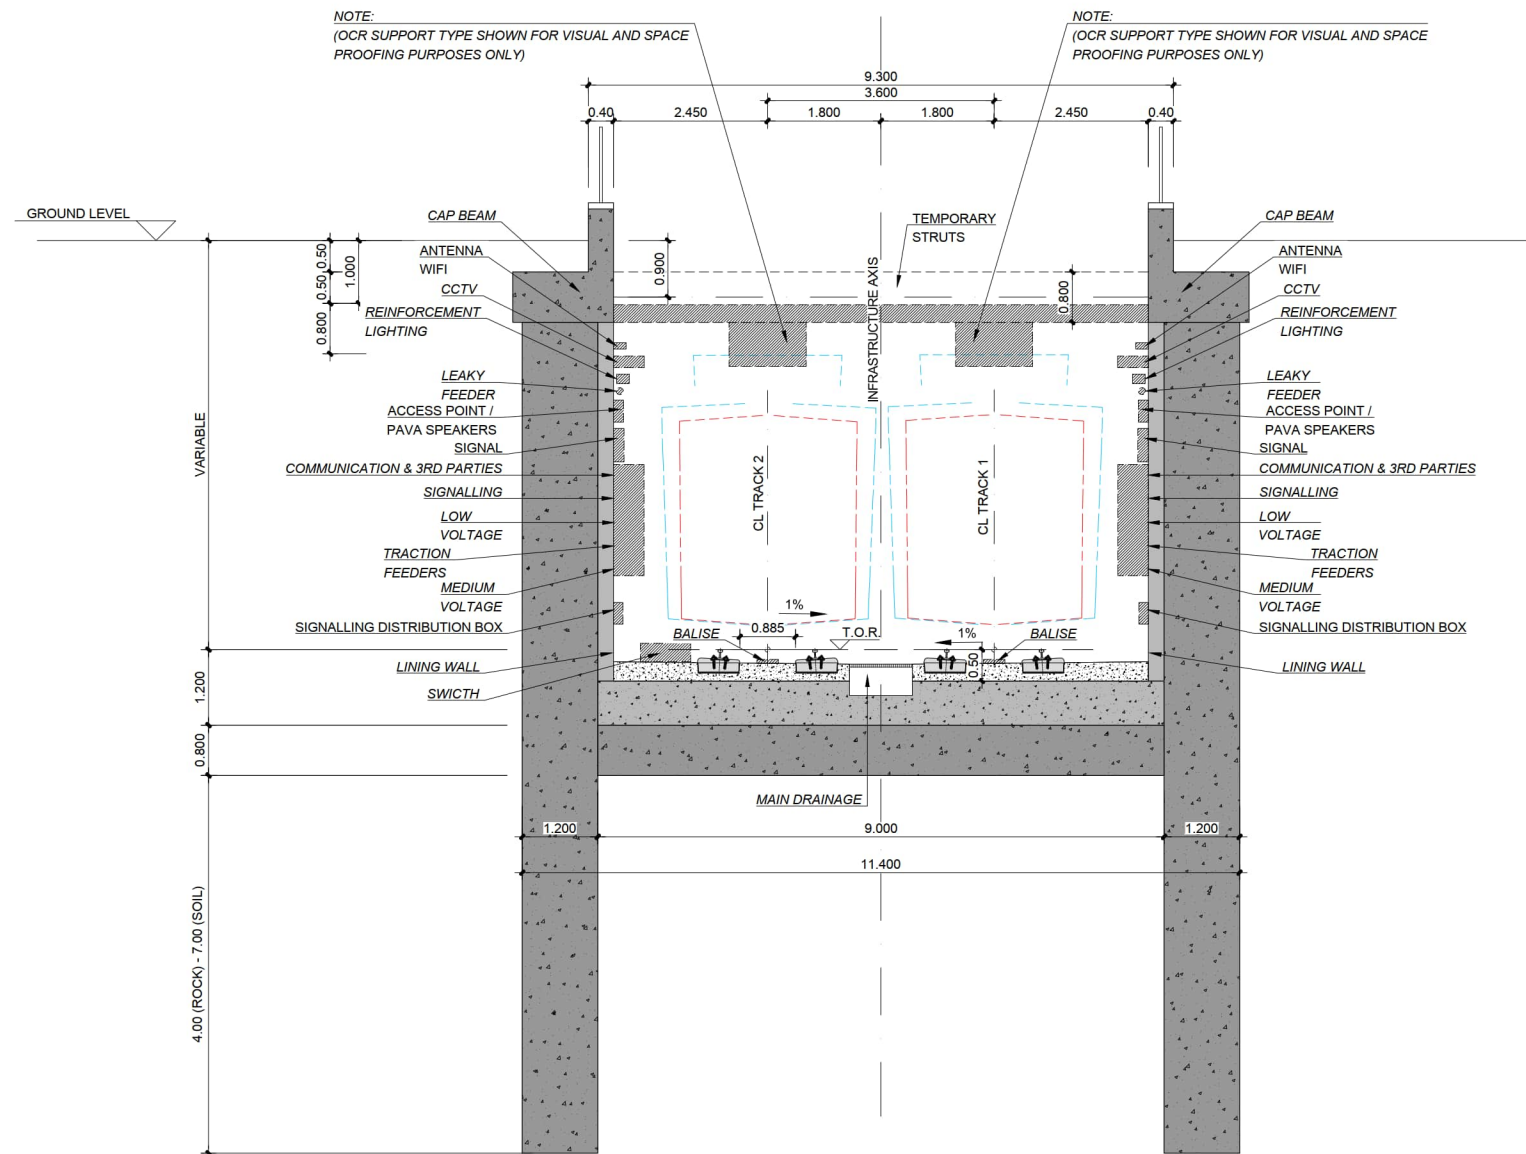 NOTE:
(OCR SUPPORT TYPE SHOWN FOR VISUAL AND SPACE
PROOFING PURPOSES ONLY)
NOTE:
(OCR SUPPORT TYPE SHOWN FOR VISUAL AND SPACE
PROOFING PURPOSES ONLY)
9.300
3.600
0.40
2.450
1.800
1.800
2.450
0.40
GROUND LEVEL
CAP BEAM
ANTENNA
WIFI
CCTV
REINFORCEMENT
LIGHTING
LEAKY
FEEDER
ACCESS POINT /
PAVA SPEAKERS
SIGNAL
COMMUNICATION & 3RD PARTIES
SIGNALLING
LOW
VOLTAGE
TRACTION
FEEDERS
MEDIUM
VOLTAGE
SIGNALLING DISTRIBUTION BOX
LINING WALL
SWICTH
0.50
0.50
1.000
0.800
0.900
TEMPORARY
STRUTS
INFRASTRUCTURE AXIS
0.800
CL TRACK 2
CL TRACK 1
CAP BEAM
ANTENNA
WIFI
CCTV
REINFORCEMENT
LIGHTING
LEAKY
FEEDER
ACCESS POINT /
PAVA SPEAKERS
SIGNAL
COMMUNICATION & 3RD PARTIES
SIGNALLING
LOW
VOLTAGE
TRACTION
FEEDERS
MEDIUM
VOLTAGE
SIGNALLING DISTRIBUTION BOX
LINING WALL
1%
0.885
BALISE
T.O.R.
1%
BALISE
0.50
VARIABLE
1.200
0.800
4.00 (ROCK) - 7.00 (SOIL)
MAIN DRAINAGE
1.200
9.000
1.200
11.400